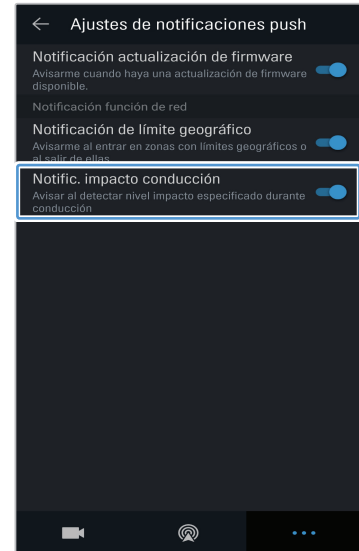 Ajustes de notificaciones push
Notificación actualización de firmware
Avisarme cuando haya una actualización de firmware
disponible.
Notificación función de red
Notificación de límite geográfico
Avisarme al entrar en zonas con límites geográficos o
al salir de ellas
Notific. impacto conducción
Avisar al detectar nivel impacto especificado durante
conducción